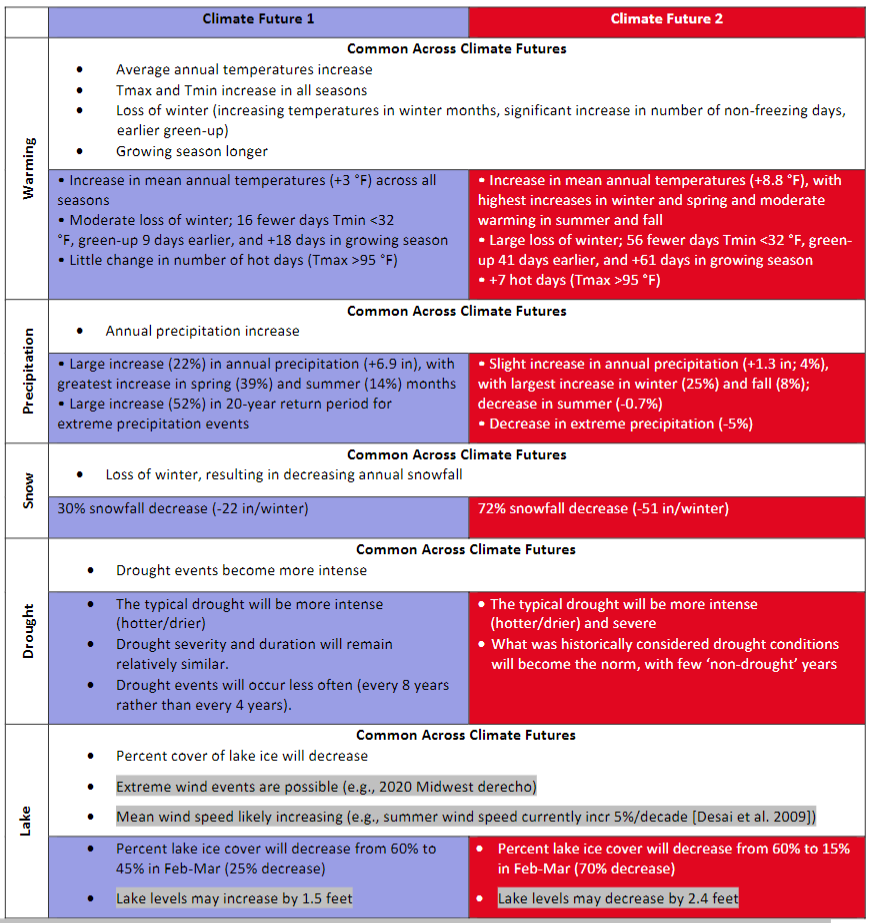 Climate Future 1
Climate Future 2
Warming
Common Across Climate Futures
• Average annual temperatures increase
• Tmax and Tmin increase in all seasons
• Loss of winter (increasing temperatures in winter months, significant increase in number of non-freezing days,
earlier green-up)
• Growing season longer
• Increase in mean annual temperatures (+3 °F) across all
seasons
• Moderate loss of winter; 16 fewer days Tmin <32
°F, green-up 9 days earlier, and +18 days in growing season
• Little change in number of hot days (Tmax >95 °F)
• Increase in mean annual temperatures (+8.8 °F), with
highest increases in winter and spring and moderate
warming in summer and fall
• Large loss of winter; 56 fewer days Tmin <32 °F, green-
up 41 days earlier, and +61 days in growing season
• +7 hot days (Tmax >95 °F)
Precipitation
Common Across Climate Futures
• Annual precipitation increase
• Large increase (22%) in annual precipitation (+6.9 in), with
greatest increase in spring (39%) and summer (14%) months
• Large increase (52%) in 20-year return period for
extreme precipitation events
• Slight increase in annual precipitation (+1.3 in; 4%),
with largest increase in winter (25%) and fall (8%);
decrease in summer (-0.7%)
• Decrease in extreme precipitation (-5%)
Snow
Common Across Climate Futures
• Loss of winter, resulting in decreasing annual snowfall
30% snowfall decrease (-22 in/winter)
72% snowfall decrease (-51 in/winter)
Drought
Common Across Climate Futures
• Drought events become more intense
• The typical drought will be more intense
(hotter/drier)
• Drought severity and duration will remain
relatively similar.
• Drought events will occur less often (every 8 years
rather than every 4 years).
• The typical drought will be more intense
(hotter/drier) and severe
• What was historically considered drought conditions
will become the norm, with few ‘non-drought’ years
Lake
Common Across Climate Futures
• Percent cover of lake ice will decrease
• Extreme wind events are possible (e.g., 2020 Midwest derecho)
• Mean wind speed likely increasing (e.g., summer wind speed currently incr 5%/decade [Desai et al. 2009])
• Percent lake ice cover will decrease from 60% to
45% in Feb-Mar (25% decrease)
• Lake levels may increase by 1.5 feet
• Percent lake ice cover will decrease from 60% to 15%
in Feb-Mar (70% decrease)
• Lake levels may decrease by 2.4 feet